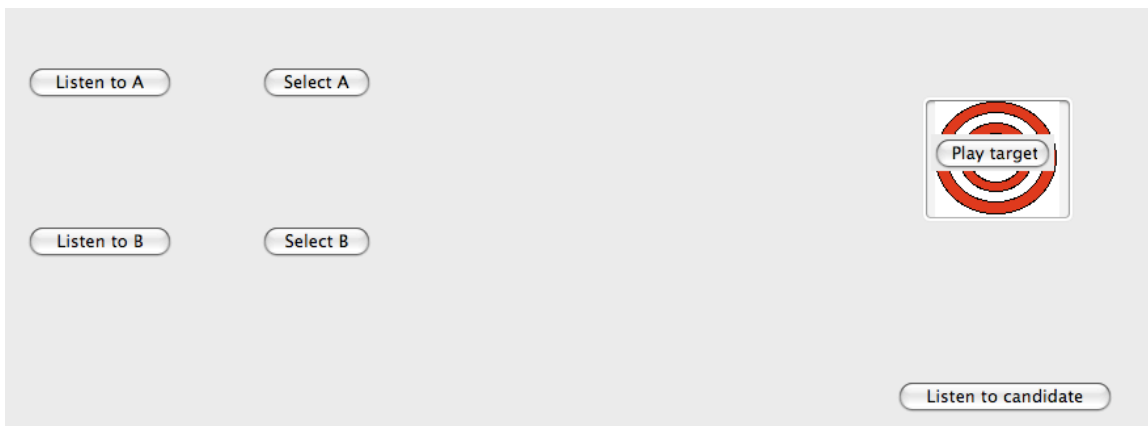 Listen to A
Select A
Play target
Listen to B
Select B
Listen to candidate